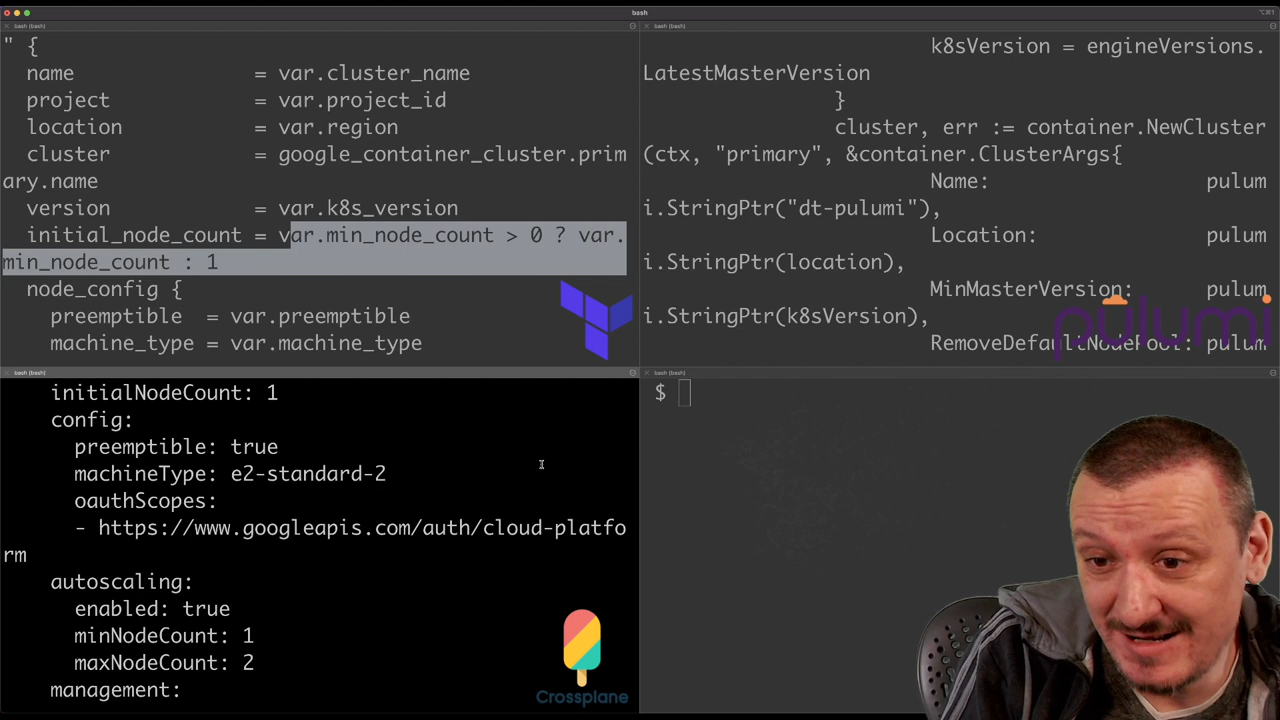 bash
⌥⌘1
bash (bash)
" {
name = var.cluster_name
project = var.project_id
location = var.region
cluster = google_container_cluster.prim
ary.name
version = var.k8s_version
initial_node_count = var.min_node_count > 0 ? var.
min_node_count : 1
node_config {
preemptible = var.preemptible
machine_type = var.machine_type
bash (bash)
k8sVersion = engineVersions.
LatestMasterVersion
}
cluster, err := container.NewCluster
(ctx, "primary", &container.ClusterArgs{
Name: pulum
i.StringPtr("dt-pulumi"),
Location: pulum
i.StringPtr(location),
MinMasterVersion: pulum
i.StringPtr(k8sVersion),
RemoveDefaultNodePool: pulum
pulumi
bash (bash)
initialNodeCount: 1
config:
preemptible: true
machineType: e2-standard-2
oauthScopes:
- https://www.googleapis.com/auth/cloud-platfo
rm
autoscaling:
enabled: true
minNodeCount: 1
maxNodeCount: 2
management:
Crossplane
bash (bash)
$